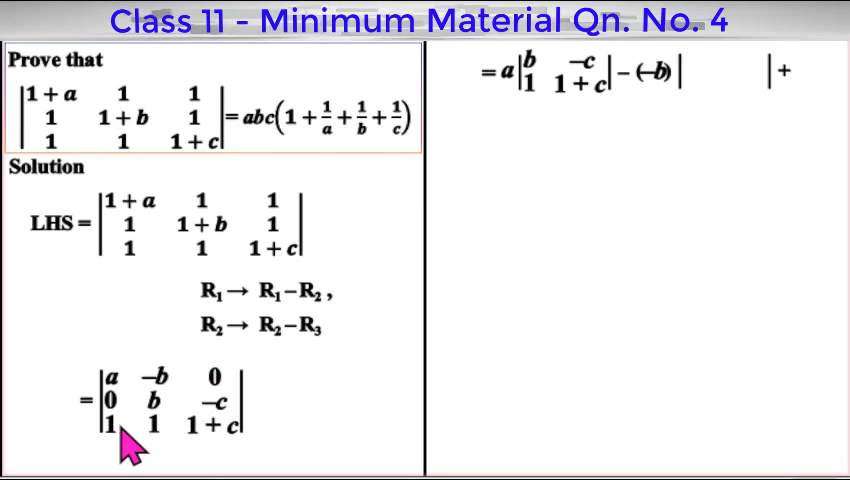 Class 11 - Minimum Material Qn. No. 4
Prove that
|1 + a 1 1|
|1 1 + b 1| = abc(1 + 1/a + 1/b + 1/c)
|1 1 1 + c|
Solution
|1 + a 1 1|
LHS = |1 1 + b 1|
|1 1 1 + c|
R₁ → R₁ – R₂ ,
R₂ → R₂ – R₃
|a –b 0|
= |0 b –c|
|1 1 1 + c|
= a |b –c| – (–b) | | +
|1 1 + c|